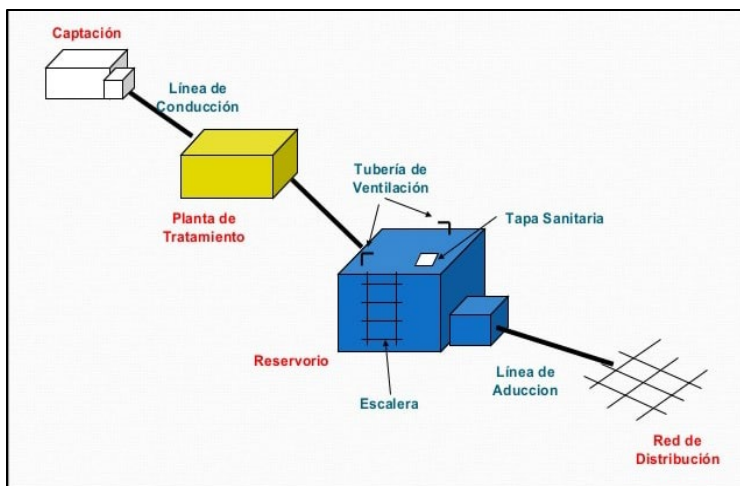 Captación
Línea de
Conducción
Tubería de
Ventilación
Planta de
Tratamiento
Tapa Sanitaria
Reservorio
Línea de
Aduccion
Escalera
Red de
Distribución